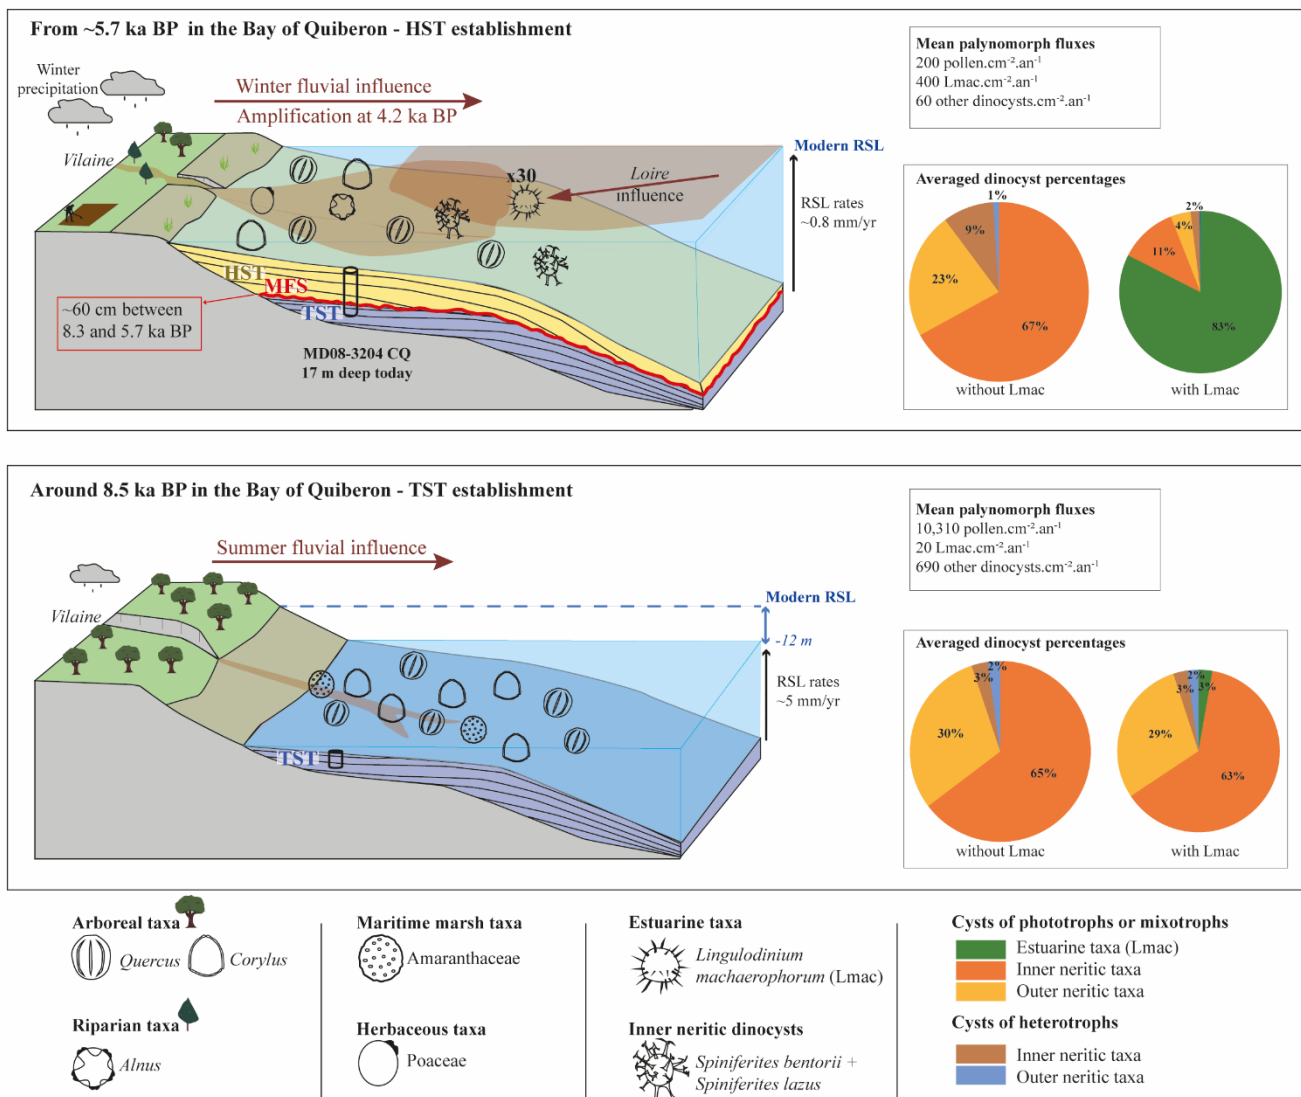 From ~5.7 ka BP in the Bay of Quiberon - HST establishment
Winter
precipitation
Winter fluvial influence
Amplification at 4.2 ka BP
Vilaine
x30
Loire
influence
Modern RSL
RSL rates
~0.8 mm/yr
HST
MFS
TST
~60 cm between
8.3 and 5.7 ka BP
MD08-3204 CQ
17 m deep today
Mean palynomorph fluxes
200 pollen.cm⁻².an⁻¹
400 Lmac.cm⁻².an⁻¹
60 other dinocysts.cm⁻².an⁻¹
Averaged dinocyst percentages
1%
9%
23%
67%
without Lmac
2%
4%
11%
83%
with Lmac
Around 8.5 ka BP in the Bay of Quiberon - TST establishment
Summer fluvial influence
Vilaine
Modern RSL
-12 m
RSL rates
~5 mm/yr
TST
Mean palynomorph fluxes
10,310 pollen.cm⁻².an⁻¹
20 Lmac.cm⁻².an⁻¹
690 other dinocysts.cm⁻².an⁻¹
Averaged dinocyst percentages
2%
3%
30%
65%
without Lmac
2%
3%
3%
29%
63%
with Lmac
Arboreal taxa
Quercus
Corylus
Riparian taxa
Alnus
Maritime marsh taxa
Amaranthaceae
Herbaceous taxa
Poaceae
Estuarine taxa
Lingulodinium
machaerophorum (Lmac)
Inner neritic dinocysts
Spiniferites bentorii +
Spiniferites lazus
Cysts of phototrophs or mixotrophs
Estuarine taxa (Lmac)
Inner neritic taxa
Outer neritic taxa
Cysts of heterotrophs
Inner neritic taxa
Outer neritic taxa